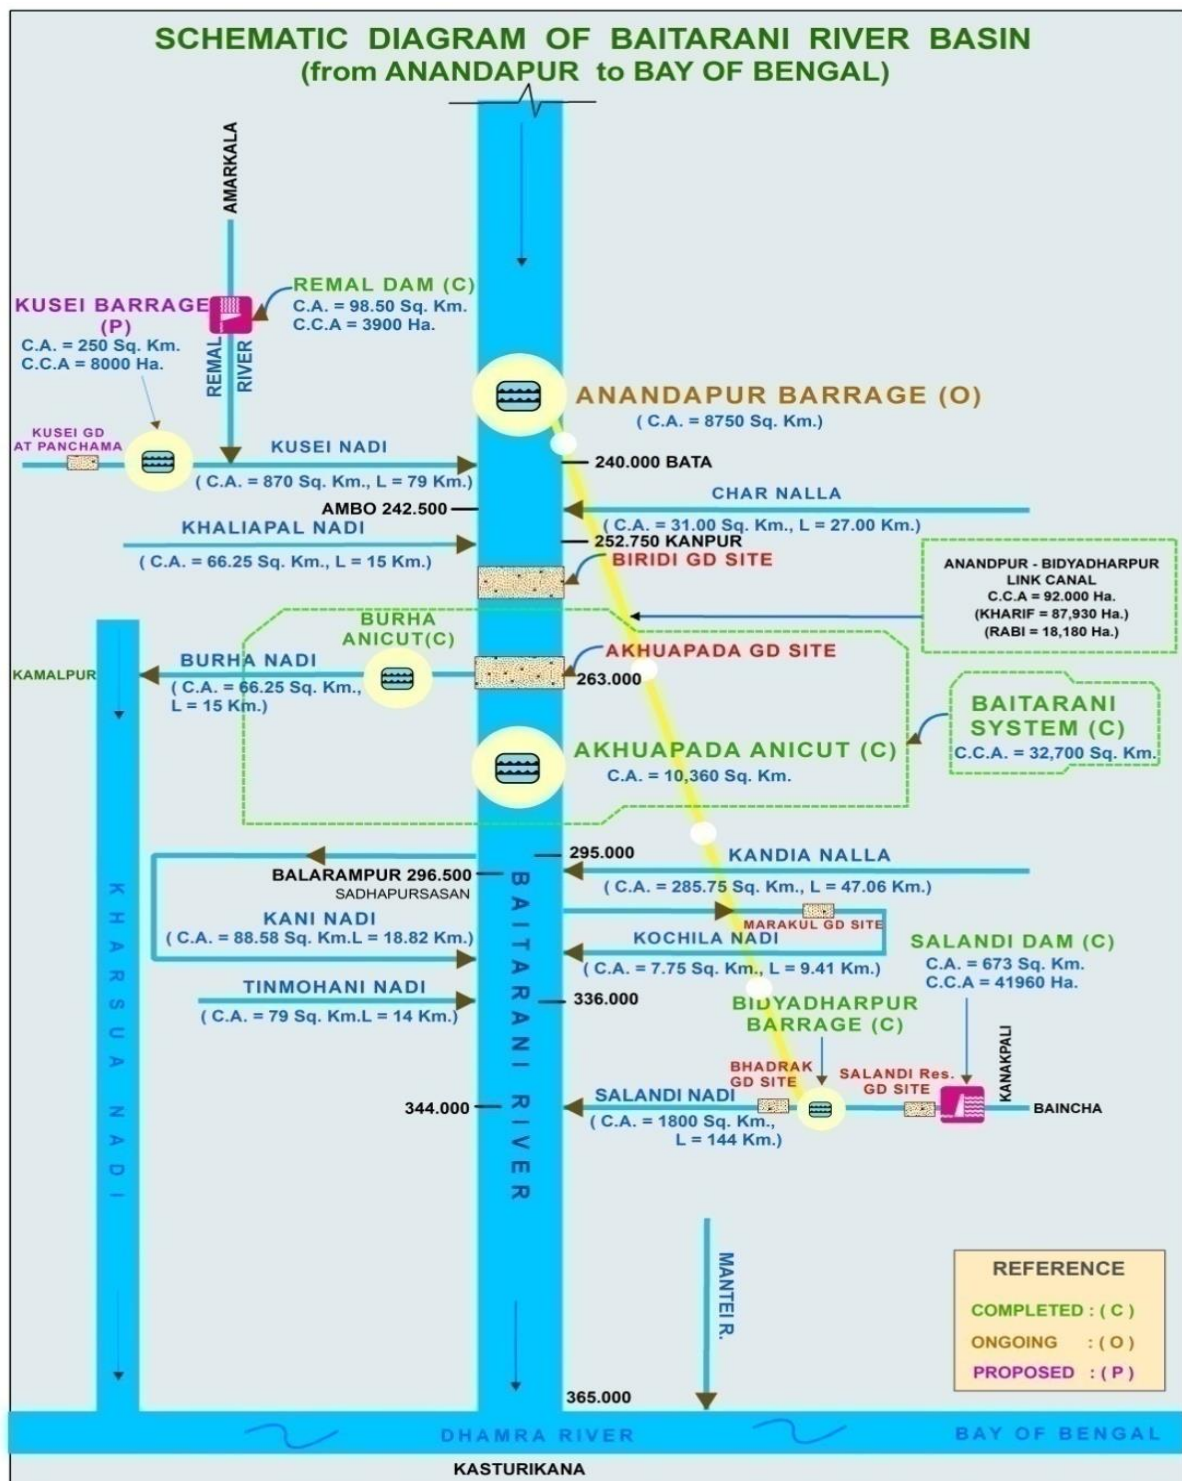 SCHEMATIC DIAGRAM OF BAITARANI RIVER BASIN
(from ANANDAPUR to BAY OF BENGAL)
AMARKALA
REMAL DAM (C)
C.A. = 98.50 Sq. Km.
C.C.A = 3900 Ha.
KUSEI BARRAGE
(P)
C.A. = 250 Sq. Km.
C.C.A = 8000 Ha.
REMAL
RIVER
ANANDAPUR BARRAGE (O)
( C.A. = 8750 Sq. Km.)
KUSEI GD
AT PANCHAMA
KUSEI NADI
( C.A. = 870 Sq. Km., L = 79 Km.)
240.000 BATA
CHAR NALLA
(C.A. = 31.00 Sq. Km., L = 27.00 Km.)
AMBO 242.500
KHALIAPAL NADI
(C.A. = 66.25 Sq. Km., L = 15 Km.)
252.750 KANPUR
BIRIDI GD SITE
ANANDPUR - BIDYADHARPUR
LINK CANAL
C.C.A = 92.000 Ha.
(KHARIF = 87,930 Ha.)
(RABI = 18,180 Ha.)
BURHA
ANICUT(C)
BURHA NADI
(C.A. = 66.25 Sq. Km.,
L = 15 Km.)
KAMALPUR
AKHUAPADA GD SITE
263.000
BAITARANI
SYSTEM (C)
C.C.A. = 32,700 Sq. Km.
AKHUAPADA ANICUT (C)
C.A. = 10,360 Sq. Km.
295.000
BALARAMPUR 296.500
SADHAPURSASAN
KANDIA NALLA
(C.A. = 285.75 Sq. Km., L = 47.06 Km.)
KANI NADI
(C.A. = 88.58 Sq. Km.L = 18.82 Km.)
MARAKUL GD SITE
KOCHILA NADI
(C.A. = 7.75 Sq. Km., L = 9.41 Km.)
SALANDI DAM (C)
C.A. = 673 Sq. Km.
C.C.A = 41960 Ha.
TINMOHANI NADI
( C.A. = 79 Sq. Km.L = 14 Km.)
336.000
BIDYADHARPUR
BARRAGE (C)
BHADRAK
GD SITE
SALANDI Res.
GD SITE
KANAKPALI
BAINCHA
344.000
SALANDI NADI
( C.A. = 1800 Sq. Km.,
L = 144 Km.)
KHARSUA NADI
BAITARANI RIVER
MANTEI R.
REFERENCE
COMPLETED : ( C )
ONGOING : ( O )
PROPOSED : ( P )
365.000
DHAMRA RIVER
BAY OF BENGAL
KASTURIKANA